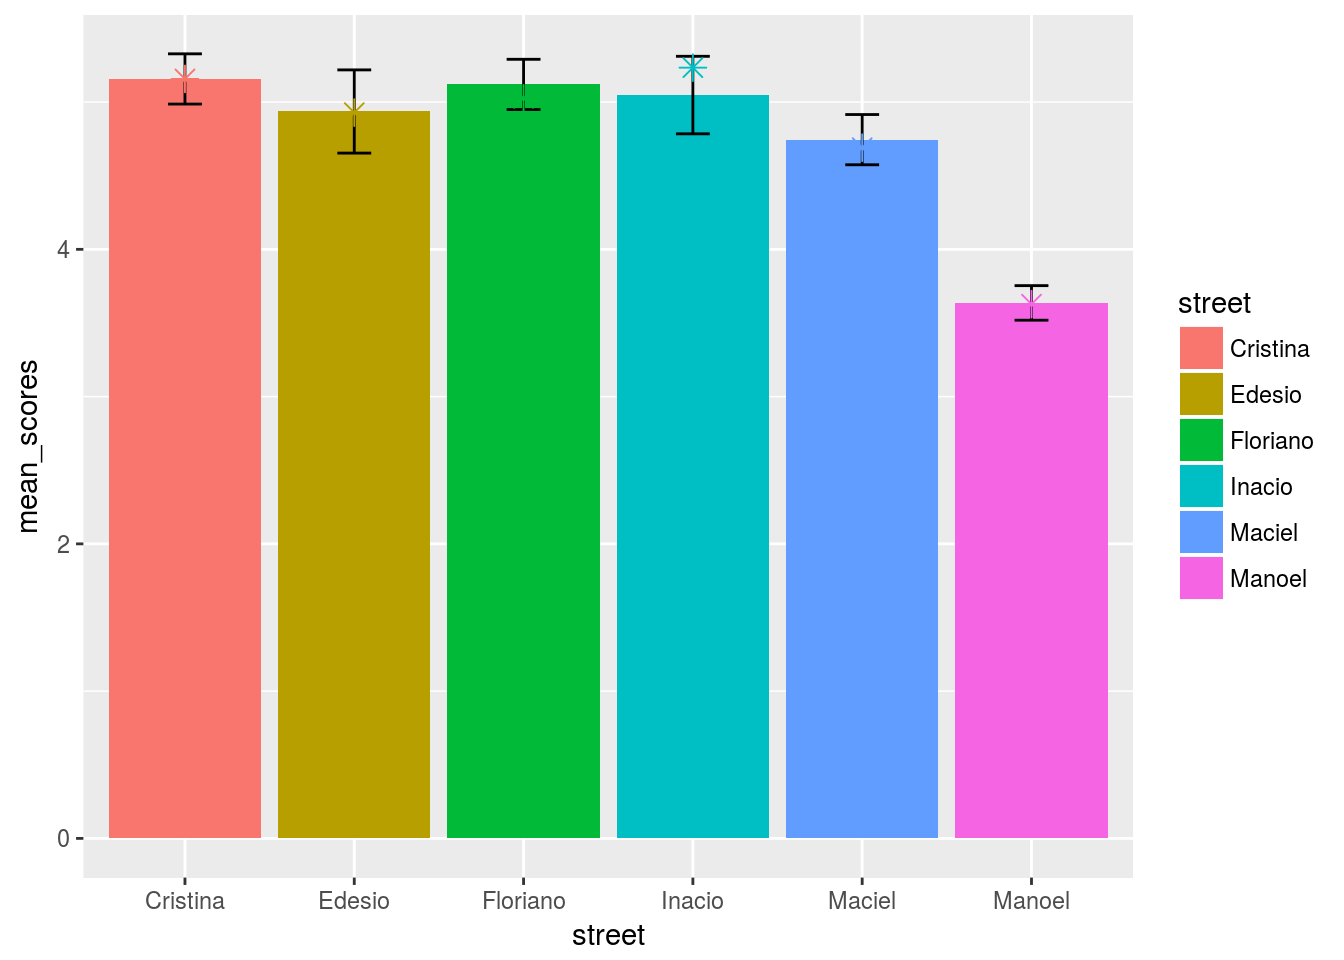 mean_scores
4
2
0
Cristina Edesio Floriano Inacio Maciel Manoel
street
street
Cristina
Edesio
Floriano
Inacio
Maciel
Manoel